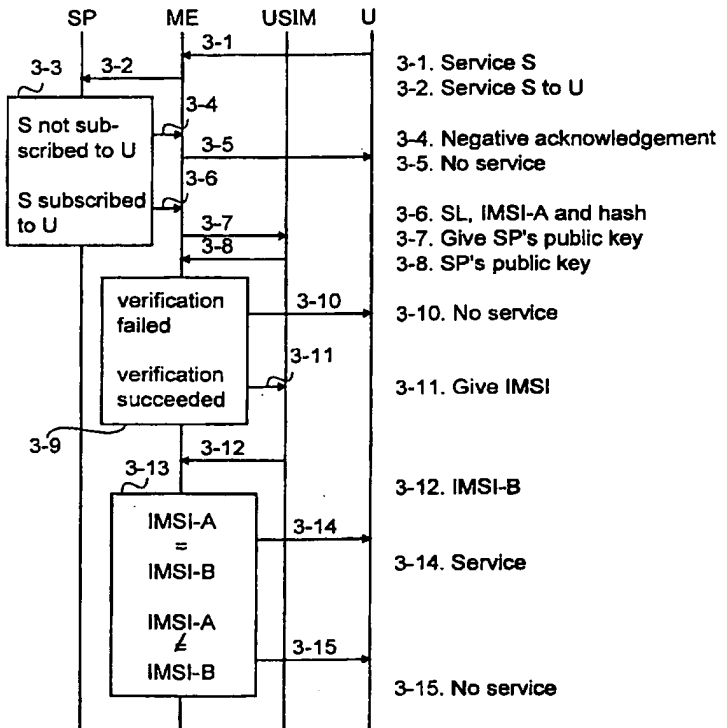 SP ME USIM U
3-1
3-1. Service S
3-3 3-2
3-2. Service S to U
3-4
S not sub-
scribed to U
3-4. Negative acknowledgement
3-5
3-5. No service
3-6
S subscribed
to U
3-6. SL, IMSI-A and hash
3-7
3-7. Give SP's public key
3-8
3-8. SP's public key
verification
failed
3-10
3-10. No service
3-11
verification
succeeded
3-11. Give IMSI
3-9
3-12
3-12. IMSI-B
3-13
IMSI-A
=
IMSI-B
3-14
3-14. Service
IMSI-A
≠
IMSI-B
3-15
3-15. No service